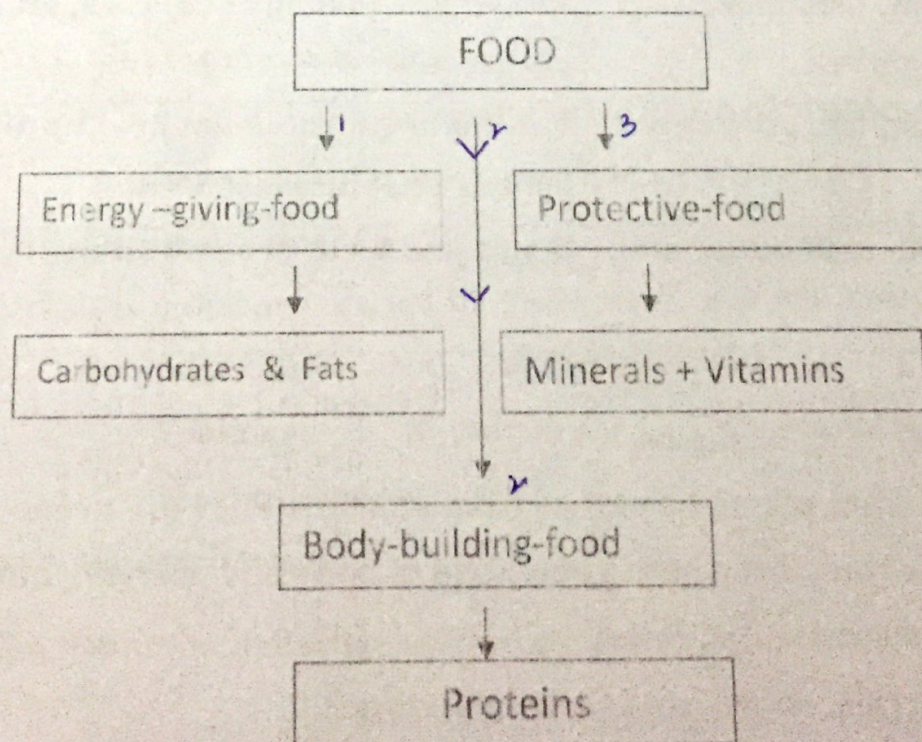 FOOD
1 2 3
Energy –giving-food
Protective-food
Carbohydrates & Fats
Minerals + Vitamins
2
Body-building-food
Proteins